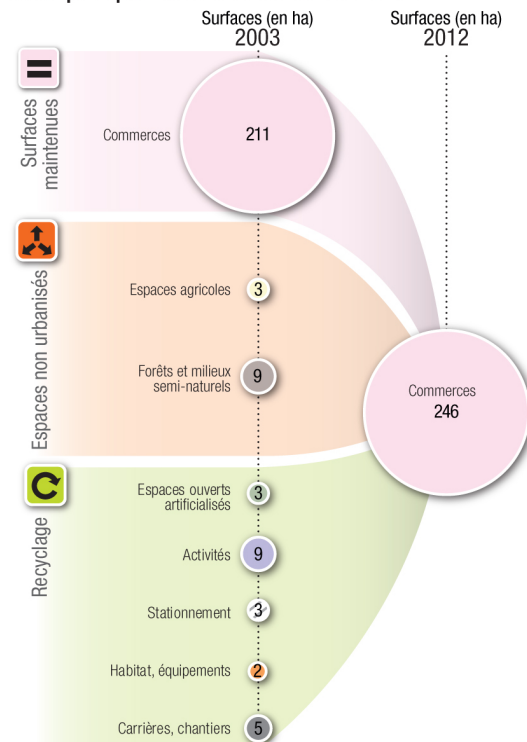 Surfaces (en ha)
2003
Surfaces (en ha)
2012
Surfaces
maintenues
Commerces
211
Espaces non urbanisés
Espaces agricoles
3
Forêts et milieux
semi-naturels
9
Commerces
246
Recyclage
Espaces ouverts
artificialisés
3
Activités
9
Stationnement
3
Habitat, équipements
2
Carrières, chantiers
5